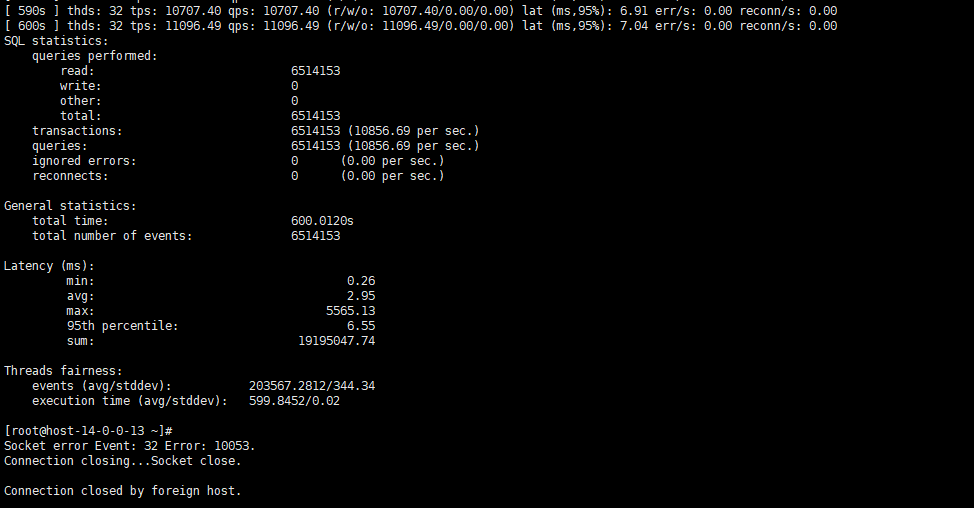 [ 590s ] thds: 32 tps: 10707.40 qps: 10707.40 (r/w/o: 10707.40/0.00/0.00) lat (ms,95%): 6.91 err/s: 0.00 reconn/s: 0.00
[ 600s ] thds: 32 tps: 11096.49 qps: 11096.49 (r/w/o: 11096.49/0.00/0.00) lat (ms,95%): 7.04 err/s: 0.00 reconn/s: 0.00
SQL statistics:
    queries performed:
        read:                            6514153
        write:                           0
        other:                           0
        total:                           6514153
    transactions:                        6514153 (10856.69 per sec.)
    queries:                             6514153 (10856.69 per sec.)
    ignored errors:                      0      (0.00 per sec.)
    reconnects:                          0      (0.00 per sec.)

General statistics:
    total time:                          600.0120s
    total number of events:              6514153

Latency (ms):
         min:                                    0.26
         avg:                                    2.95
         max:                                 5565.13
         95th percentile:                        6.55
         sum:                             19195047.74

Threads fairness:
    events (avg/stddev):           203567.2812/344.34
    execution time (avg/stddev):   599.8452/0.02

[root@host-14-0-0-13 ~]#
Socket error Event: 32 Error: 10053.
Connection closing...Socket close.

Connection closed by foreign host.